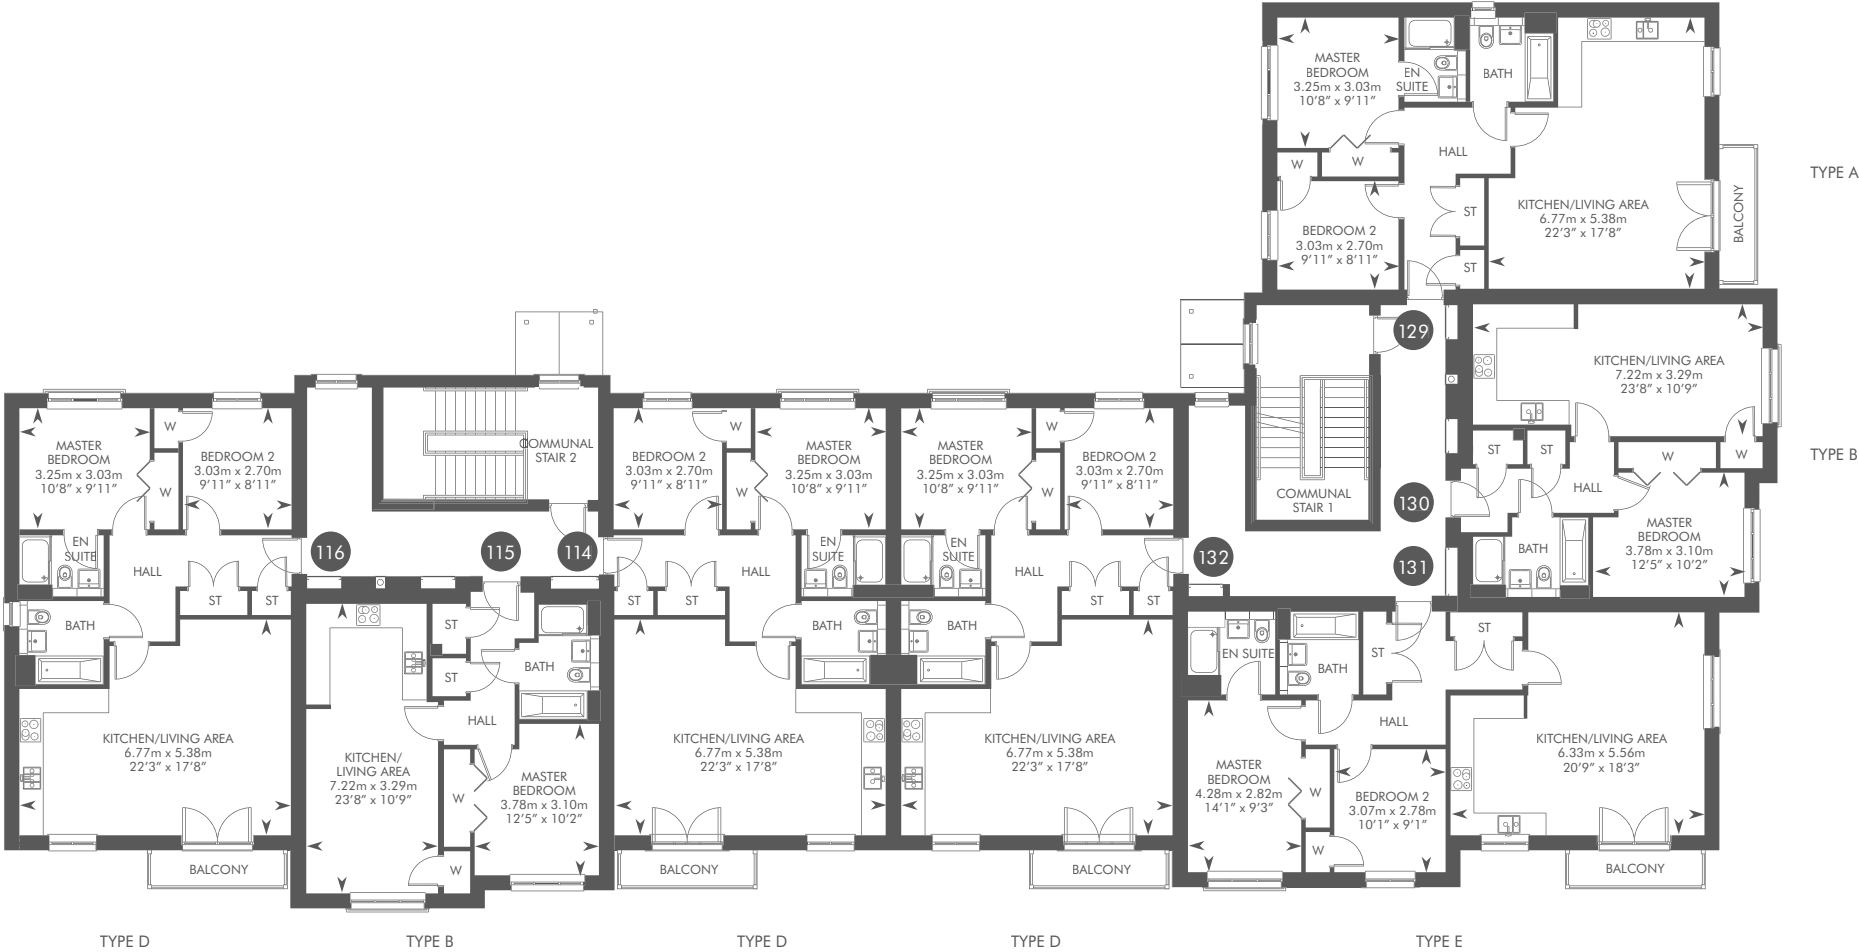 MASTER
BEDROOM
3.25m x 3.03m
10'8" x 9'11"
EN
SUITE
BATH
HALL
W
W
ST
ST
BEDROOM 2
3.03m x 2.70m
9'11" x 8'11"
KITCHEN/LIVING AREA
6.77m x 5.38m
22'3" x 17'8"
BALCONY
TYPE A
129
KITCHEN/LIVING AREA
7.22m x 3.29m
23'8" x 10'9"
ST
ST
W
W
HALL
BATH
MASTER
BEDROOM
3.78m x 3.10m
12'5" x 10'2"
TYPE B
130
COMMUNAL
STAIR 1
131
132
MASTER
BEDROOM
3.25m x 3.03m
10'8" x 9'11"
W
W
BEDROOM 2
3.03m x 2.70m
9'11" x 8'11"
EN
SUITE
HALL
ST
ST
BATH
KITCHEN/LIVING AREA
6.77m x 5.38m
22'3" x 17'8"
BALCONY
TYPE D
116
COMMUNAL
STAIR 2
115
114
ST
ST
BATH
HALL
KITCHEN/
LIVING AREA
7.22m x 3.29m
23'8" x 10'9"
W
W
MASTER
BEDROOM
3.78m x 3.10m
12'5" x 10'2"
TYPE B
BEDROOM 2
3.03m x 2.70m
9'11" x 8'11"
W
W
MASTER
BEDROOM
3.25m x 3.03m
10'8" x 9'11"
EN
SUITE
HALL
ST
ST
BATH
KITCHEN/LIVING AREA
6.77m x 5.38m
22'3" x 17'8"
BALCONY
TYPE D
MASTER
BEDROOM
3.25m x 3.03m
10'8" x 9'11"
W
W
BEDROOM 2
3.03m x 2.70m
9'11" x 8'11"
EN
SUITE
HALL
ST
ST
BATH
KITCHEN/LIVING AREA
6.77m x 5.38m
22'3" x 17'8"
BALCONY
TYPE D
EN SUITE
BATH
ST
ST
HALL
MASTER
BEDROOM
4.28m x 2.82m
14'1" x 9'3"
W
W
BEDROOM 2
3.07m x 2.78m
10'1" x 9'1"
KITCHEN/LIVING AREA
6.33m x 5.56m
20'9" x 18'3"
BALCONY
TYPE E